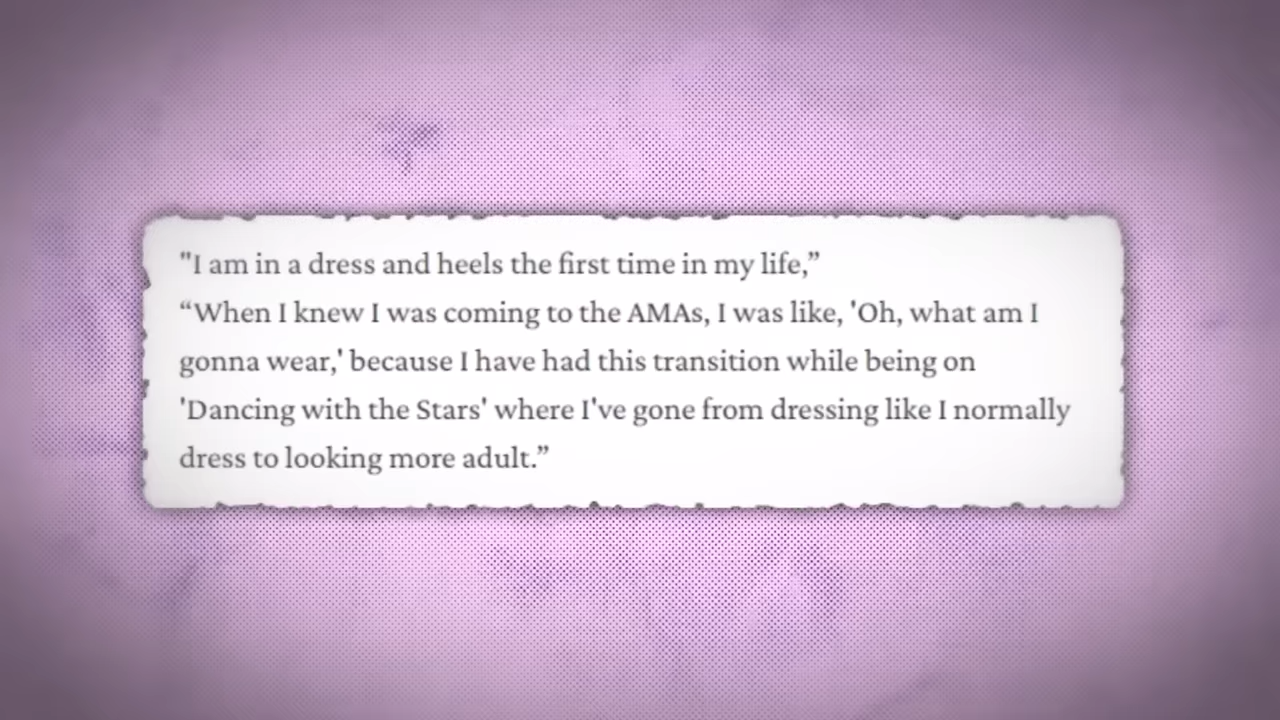 "I am in a dress and heels the first time in my life,”
“When I knew I was coming to the AMAs, I was like, 'Oh, what am I
gonna wear,' because I have had this transition while being on
'Dancing with the Stars' where I've gone from dressing like I normally
dress to looking more adult.”